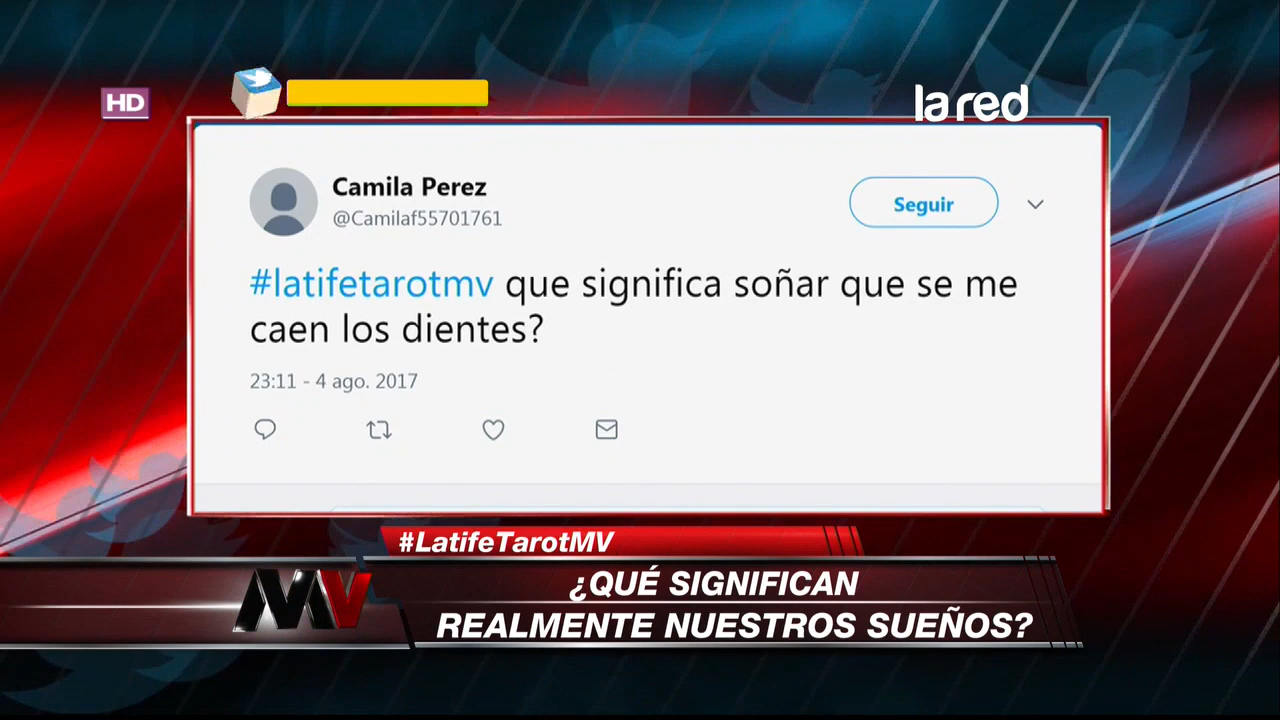 HD
la red
Camila Perez
@Camilaf55701761
Seguir
#latifetarotmv que significa soñar que se me
caen los dientes?
23:11 - 4 ago. 2017
#LatifeTarotMV
MV
¿QUÉ SIGNIFICAN
REALMENTE NUESTROS SUEÑOS?